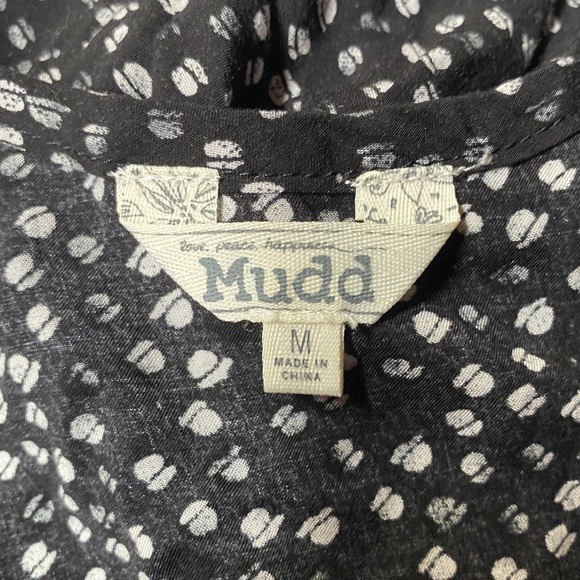 love. peace. happiness
Mudd
M
MADE IN
CHINA